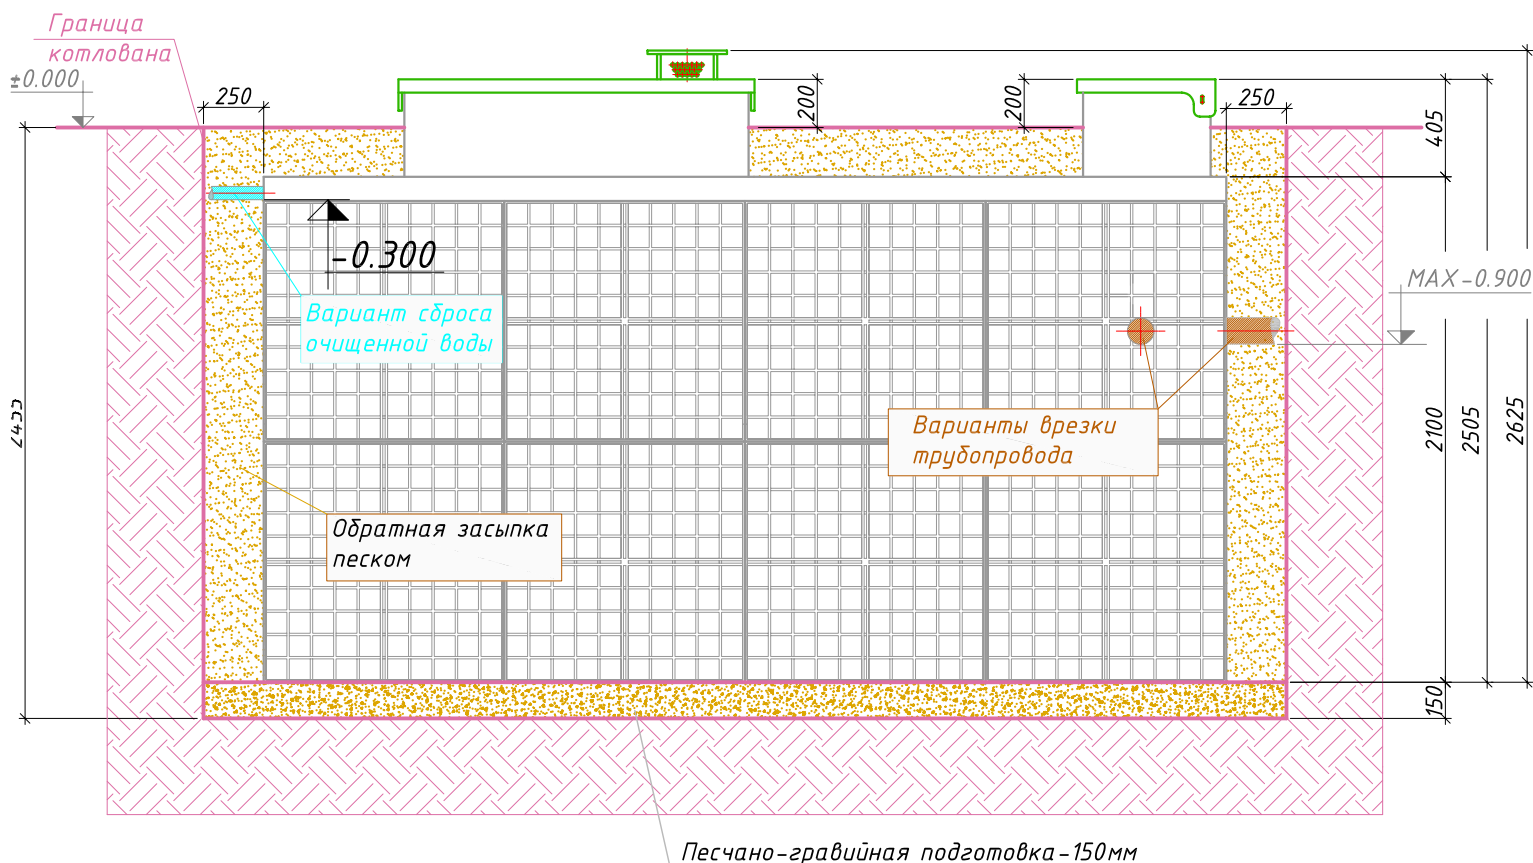 Граница
котлована
±0.000
250
200
200
250
405
-0.300
MAX-0.900
Вариант сброса
очищенной воды
Варианты врезки
трубопровода
2100
2505
2625
Обратная засыпка
песком
150
Песчано-гравийная подготовка-150мм